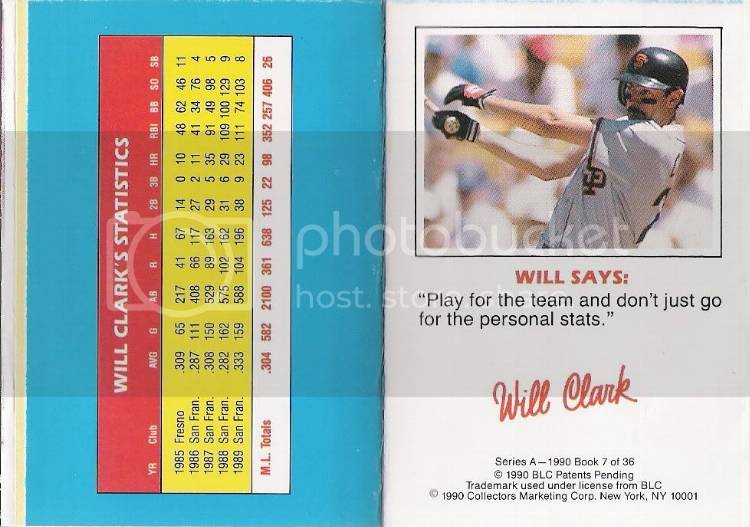 WILL CLARK'S STATISTICS
YR Club AVG G AB R H 2B 3B HR RBI BB SO SB
1985 Fresno .309 65 217 41 67 14 0 10 48 62 46 11
1986 San Fran. .287 111 408 66 117 27 2 11 41 34 76 4
1987 San Fran. .308 150 529 89 163 29 5 35 91 49 98 5
1988 San Fran. .282 162 575 102 162 31 6 29 109 100 129 9
1989 San Fran. .333 159 588 104 196 38 9 23 111 74 103 8
M.L. Totals .304 582 2100 361 638 125 22 98 352 257 406 26
WILL SAYS:
“Play for the team and don't just go
for the personal stats.”
Will Clark
Series A—1990 Book 7 of 36
© 1990 BLC Patents Pending
Trademark used under license from BLC
© 1990 Collectors Marketing Corp. New York, NY 10001
photobucket
host. store. share.